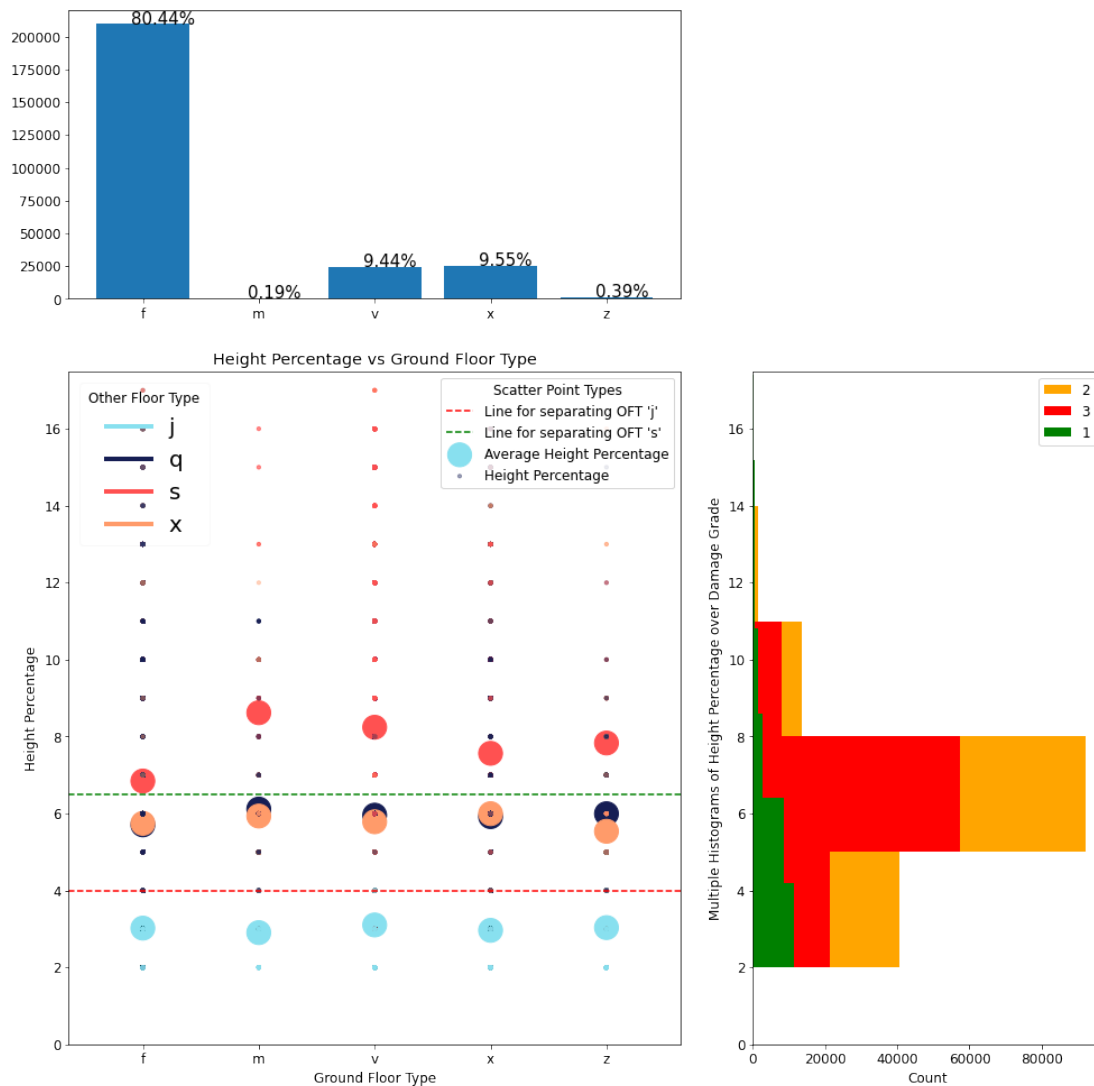 80.44%
200000
175000
150000
125000
100000
75000
50000
25000
0
0.19%
9.44%
9.55%
0.39%
f m v x z
Height Percentage vs Ground Floor Type
Other Floor Type
j
q
s
x
Scatter Point Types
Line for separating OFT 'j'
Line for separating OFT 's'
Average Height Percentage
Height Percentage
16
14
12
10
8
6
4
2
0
Height Percentage
f m v x z
Ground Floor Type
2
3
1
16
14
12
10
8
6
4
2
0
Multiple Histograms of Height Percentage over Damage Grade
0 20000 40000 60000 80000
Count